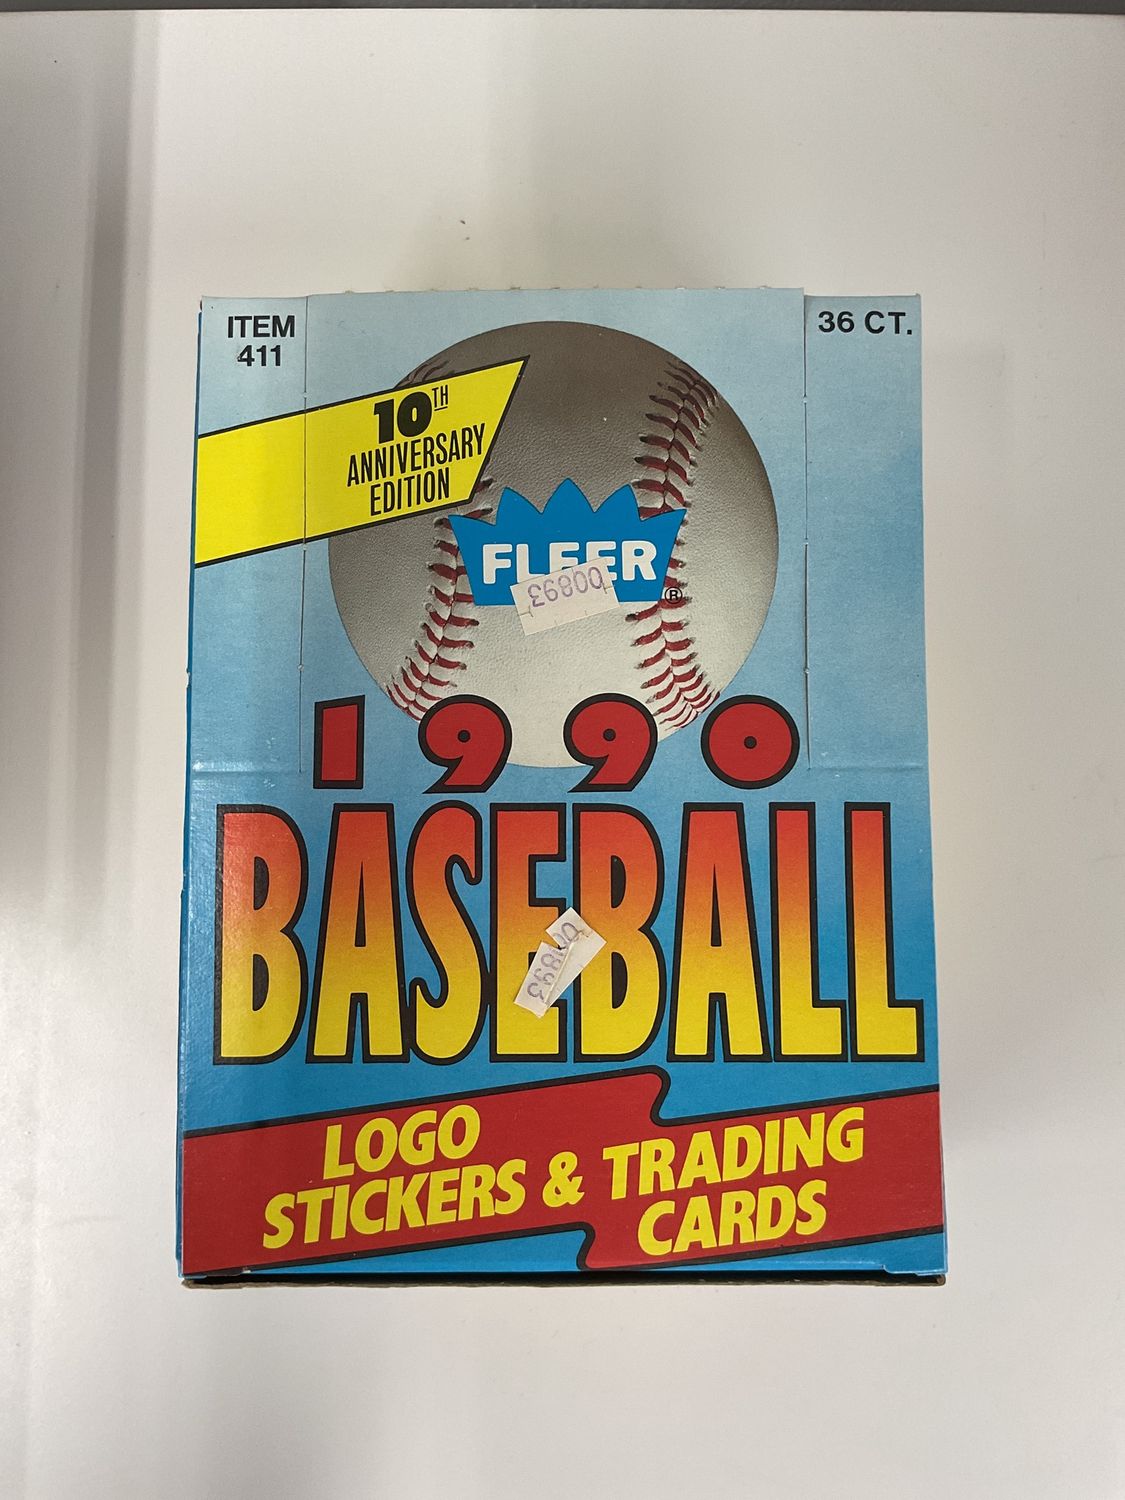 ITEM
411
36 CT.
10TH
ANNIVERSARY
EDITION
FLEER
®
00893
1990
BASEBALL
00893
LOGO
STICKERS & TRADING
CARDS